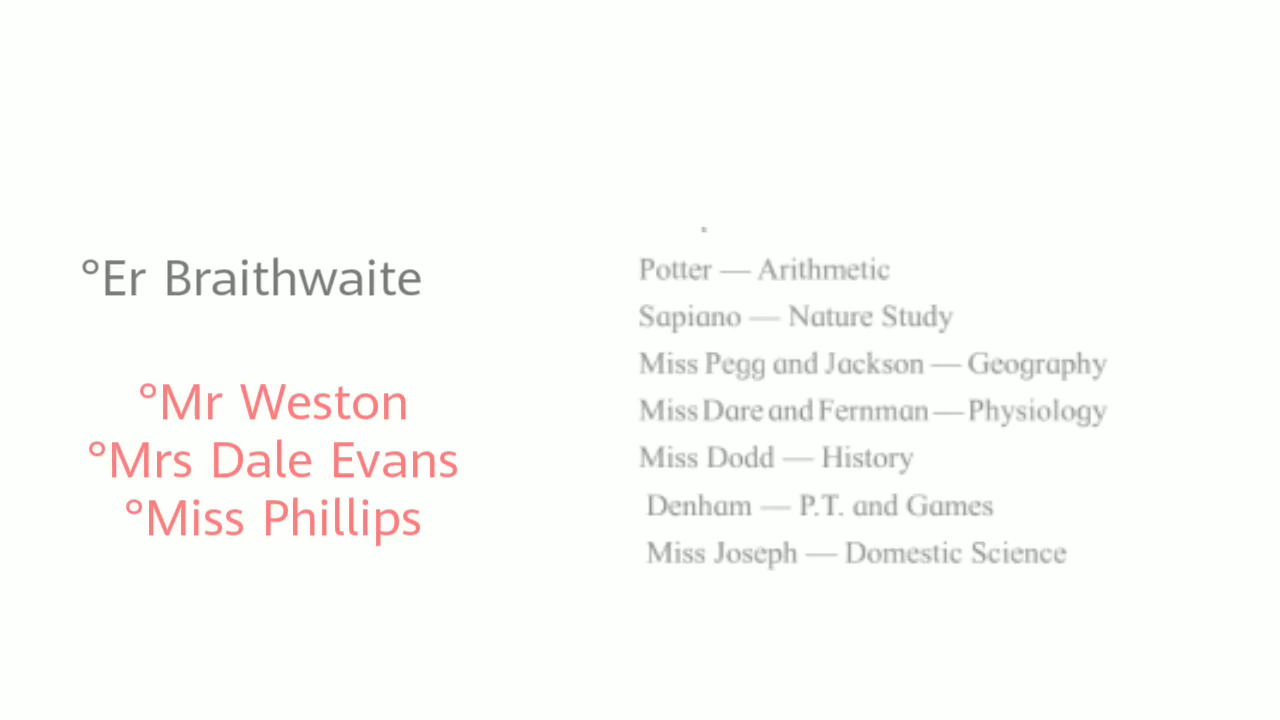 °Er Braithwaite
°Mr Weston
°Mrs Dale Evans
°Miss Phillips
Potter — Arithmetic
Sapiano — Nature Study
Miss Pegg and Jackson — Geography
Miss Dare and Fernman — Physiology
Miss Dodd — History
Denham — P.T. and Games
Miss Joseph — Domestic Science